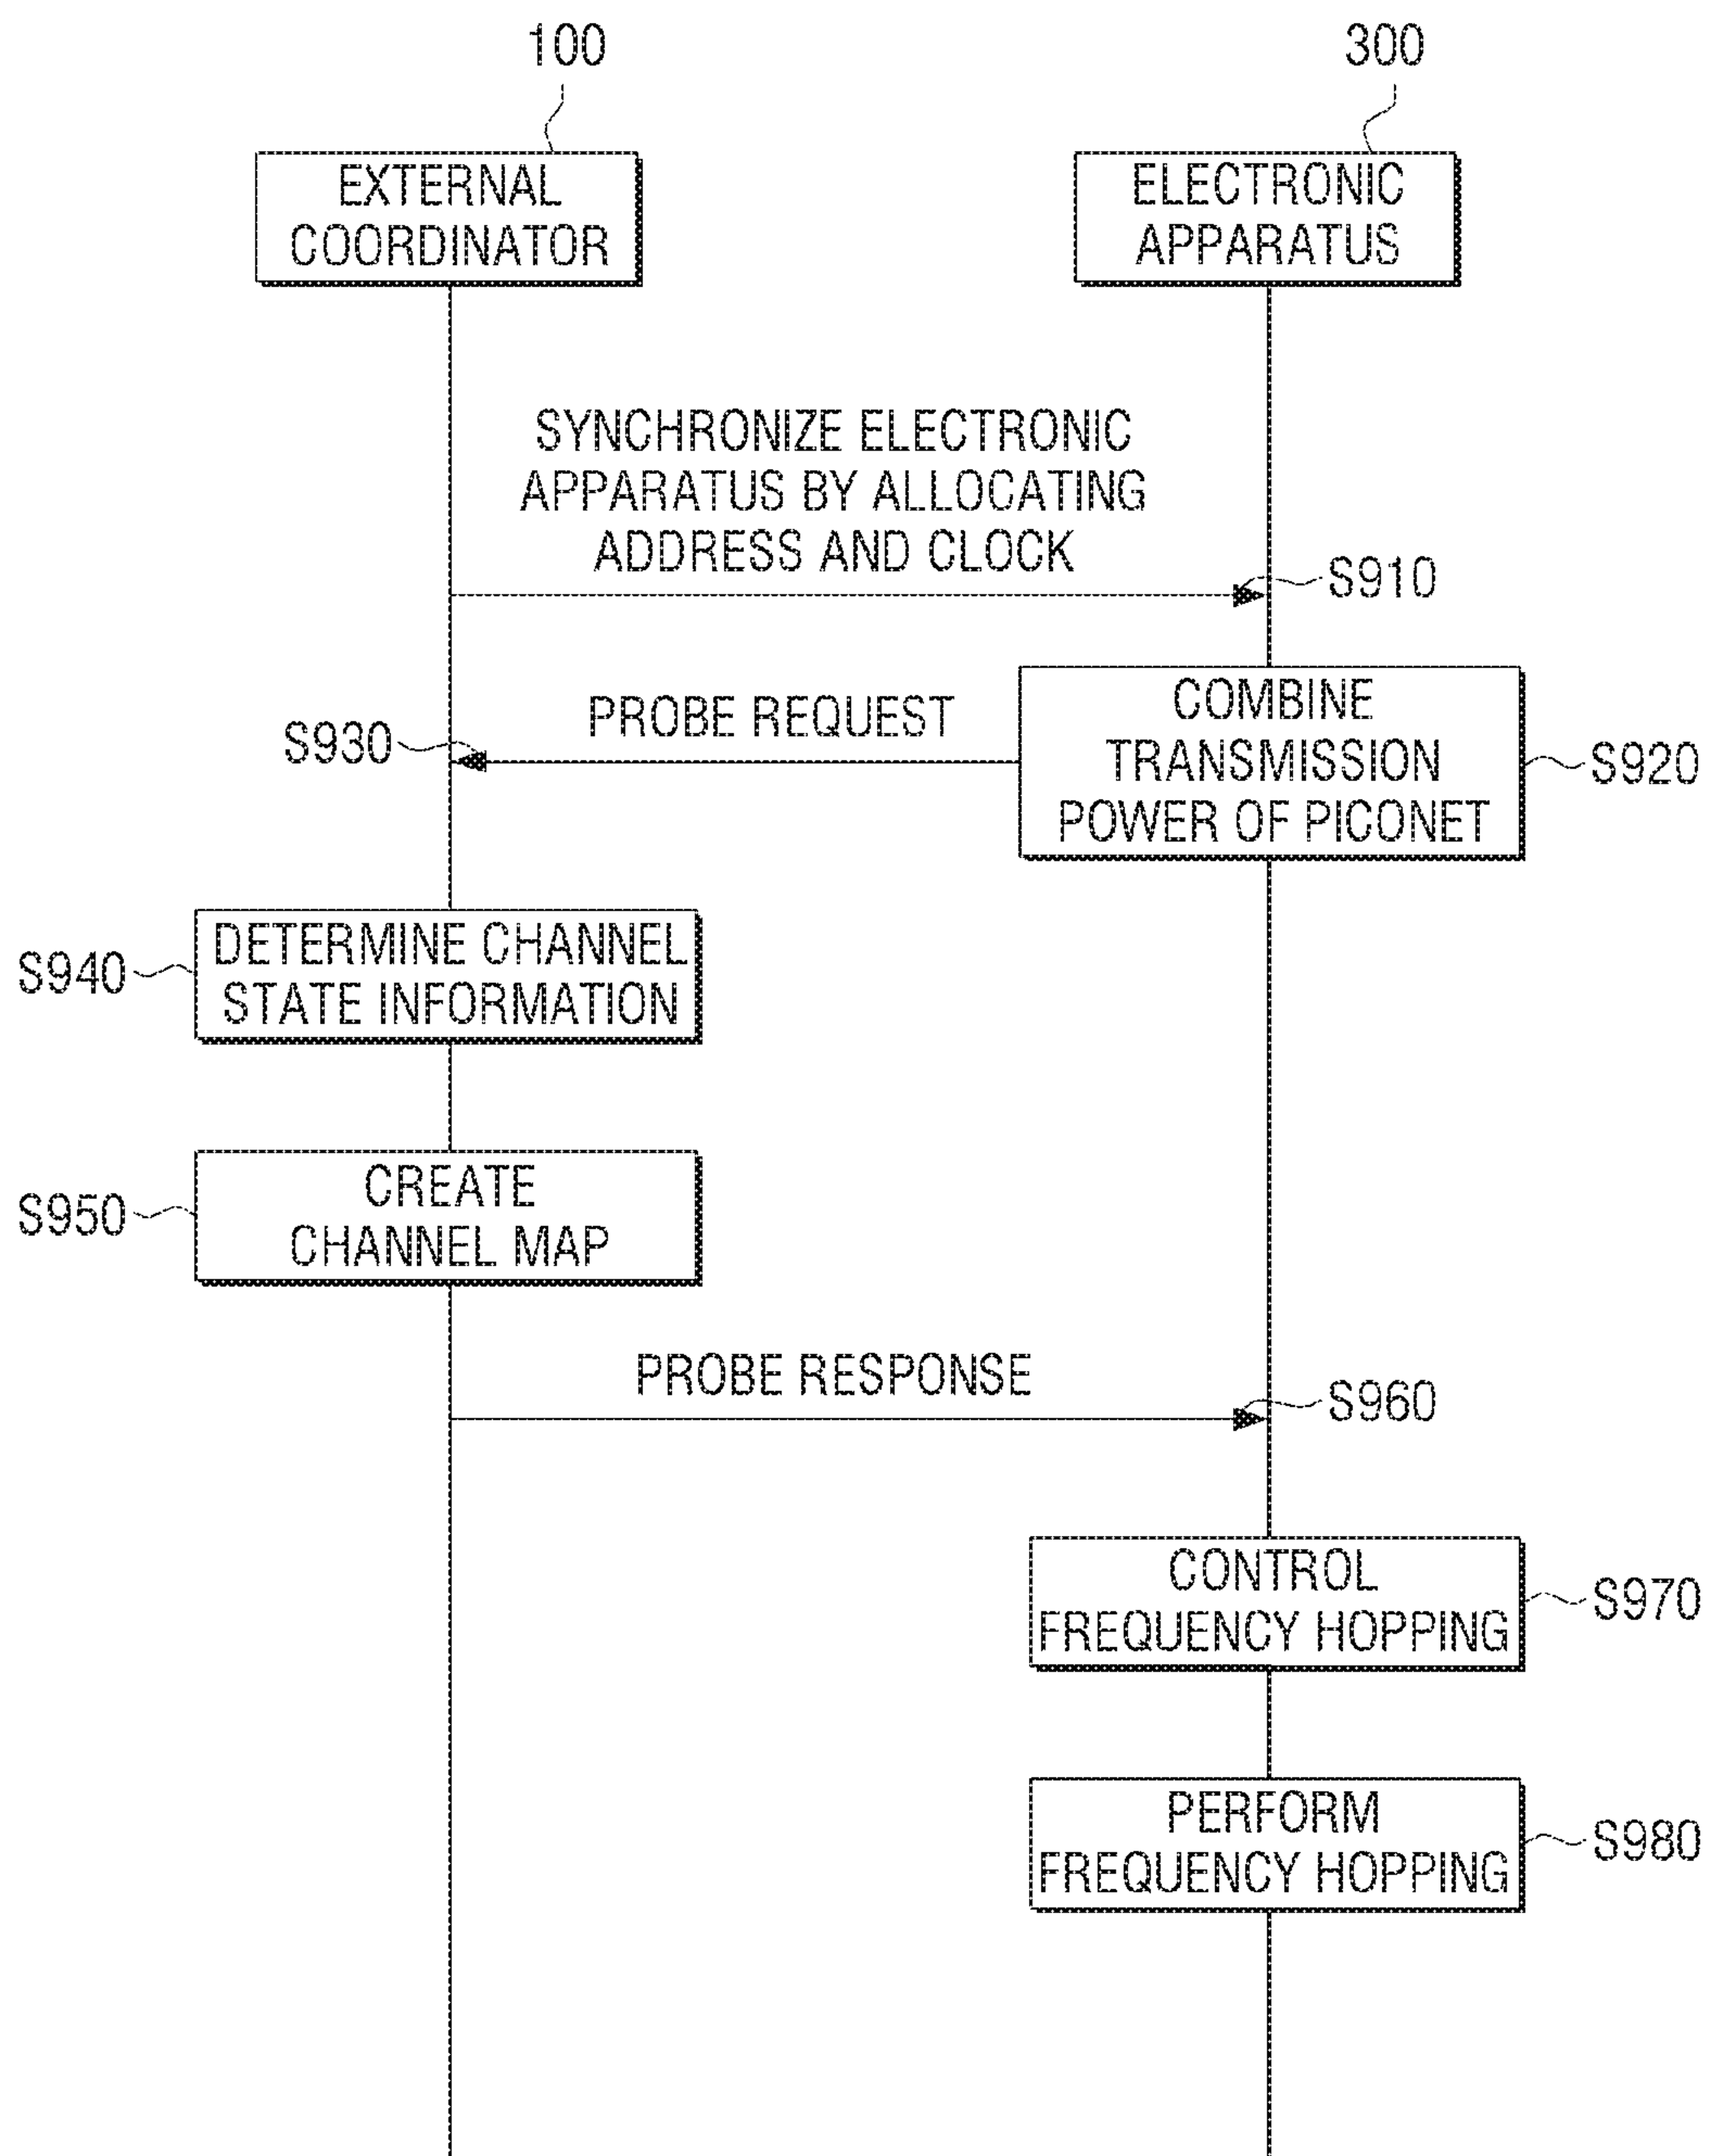 100
300
EXTERNAL
COORDINATOR
ELECTRONIC
APPARATUS
SYNCHRONIZE ELECTRONIC
APPARATUS BY ALLOCATING
ADDRESS AND CLOCK
S910
PROBE REQUEST
S930
COMBINE
TRANSMISSION
POWER OF PICONET
S920
DETERMINE CHANNEL
STATE INFORMATION
S940
CREATE
CHANNEL MAP
S950
PROBE RESPONSE
S960
CONTROL
FREQUENCY HOPPING
S970
PERFORM
FREQUENCY HOPPING
S980